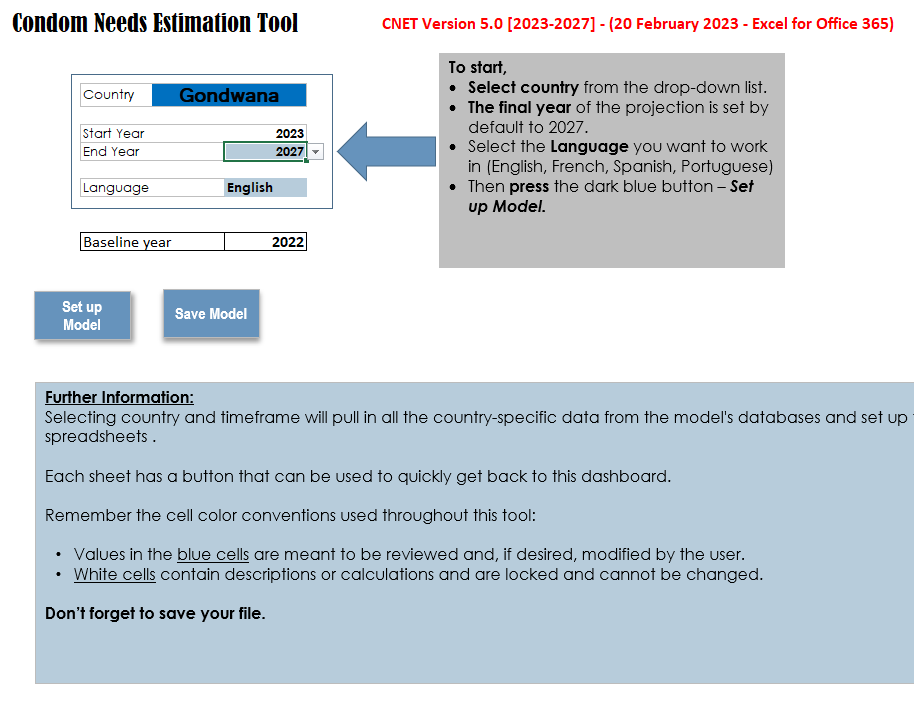 Condom Needs Estimation Tool
CNET Version 5.0 [2023-2027] - (20 February 2023 - Excel for Office 365)
Country Gondwana
Start Year 2023
End Year 2027
Language English
Baseline year 2022
To start,
• Select country from the drop-down list.
• The final year of the projection is set by
default to 2027.
• Select the Language you want to work
in (English, French, Spanish, Portuguese)
• Then press the dark blue button – Set
up Model.
Set up
Model
Save Model
Further Information:
Selecting country and timeframe will pull in all the country-specific data from the model's databases and set up
spreadsheets .
Each sheet has a button that can be used to quickly get back to this dashboard.
Remember the cell color conventions used throughout this tool:
• Values in the blue cells are meant to be reviewed and, if desired, modified by the user.
• White cells contain descriptions or calculations and are locked and cannot be changed.
Don't forget to save your file.